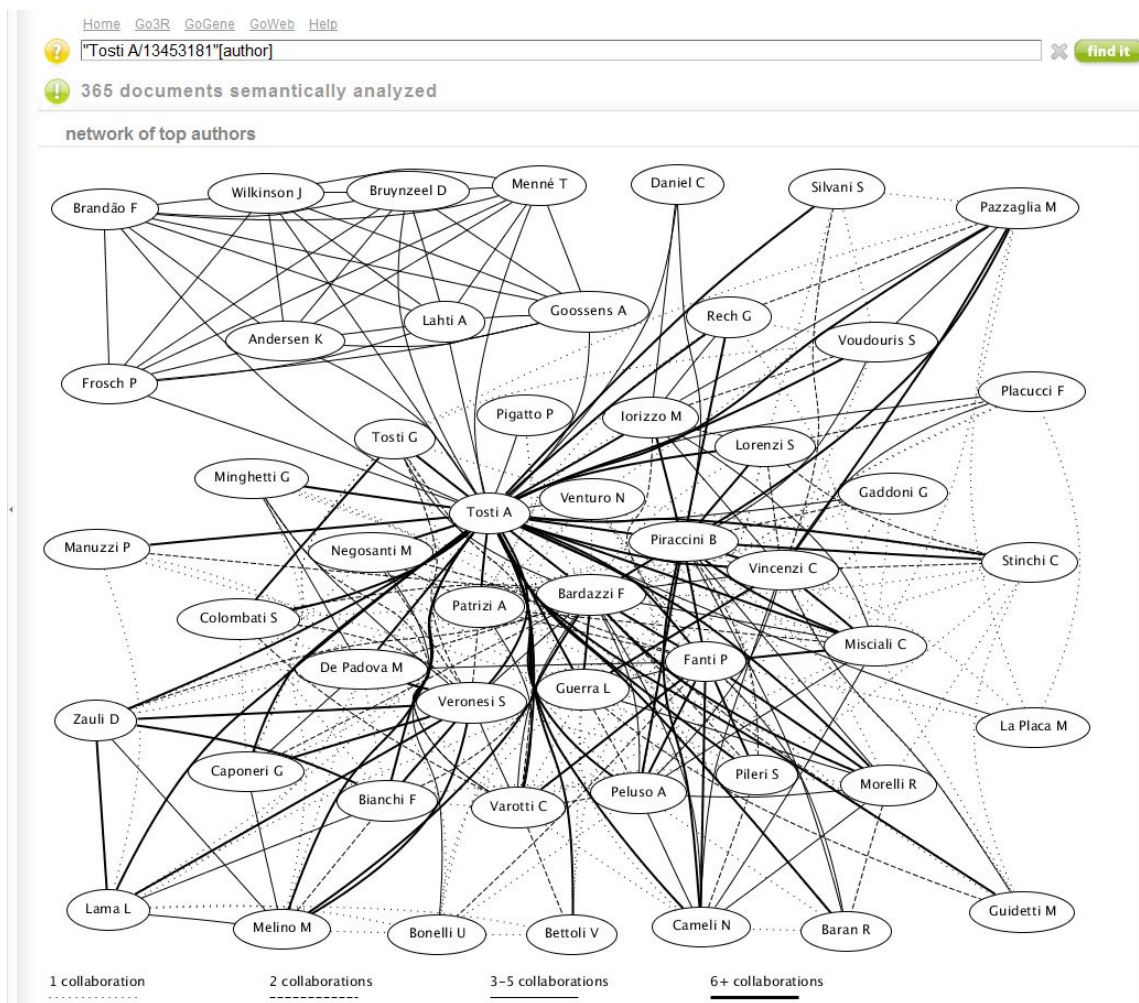 Home Go3R GoGene GoWeb Help
? "Tosti A/13453181"[author] find it
! 365 documents semantically analyzed
network of top authors
Menné T
Daniel C
Wilkinson J
Bruynzeel D
Silvani S
Brandão F
Pazzaglia M
Goossens A
Rech G
Lahti A
Andersen K
Voudouris S
Frosch P
Placucci F
Pigatto P
Iorizzo M
Tosti G
Lorenzi S
Minghetti G
Gaddoni G
Venturo N
Tosti A
Piraccini B
Manuzzi P
Negosanti M
Stinchi C
Vincenzi C
Patrizi A
Bardazzi F
Colombati S
Misciali C
De Padova M
Fanti P
Guerra L
Veronesi S
Zauli D
La Placa M
Caponeri G
Pileri S
Morelli R
Bianchi F
Varotti C
Peluso A
Lama L
Guidetti M
Melino M
Bonelli U
Bettoli V
Cameli N
Baran R
1 collaboration 2 collaborations 3-5 collaborations 6+ collaborations